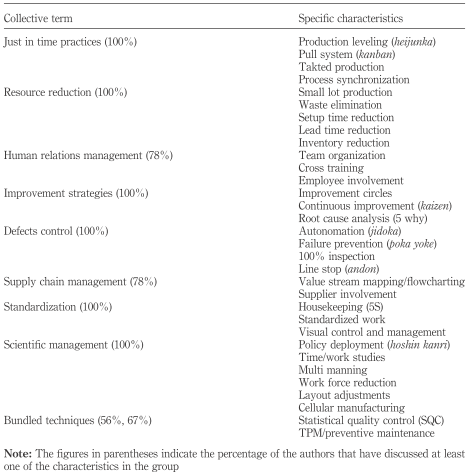 Collective term Specific characteristics
Just in time practices (100%) Production leveling (heijunka)
Pull system (kanban)
Takted production
Process synchronization
Resource reduction (100%) Small lot production
Waste elimination
Setup time reduction
Lead time reduction
Inventory reduction
Human relations management (78%) Team organization
Cross training
Employee involvement
Improvement strategies (100%) Improvement circles
Continuous improvement (kaizen)
Root cause analysis (5 why)
Defects control (100%) Autonomation (jidoka)
Failure prevention (poka yoke)
100% inspection
Line stop (andon)
Supply chain management (78%) Value stream mapping/flowcharting
Supplier involvement
Standardization (100%) Housekeeping (5S)
Standardized work
Visual control and management
Scientific management (100%) Policy deployment (hoshin kanri)
Time/work studies
Multi manning
Work force reduction
Layout adjustments
Cellular manufacturing
Bundled techniques (56%, 67%) Statistical quality control (SQC)
TPM/preventive maintenance
Note: The figures in parentheses indicate the percentage of the authors that have discussed at least
one of the characteristics in the group